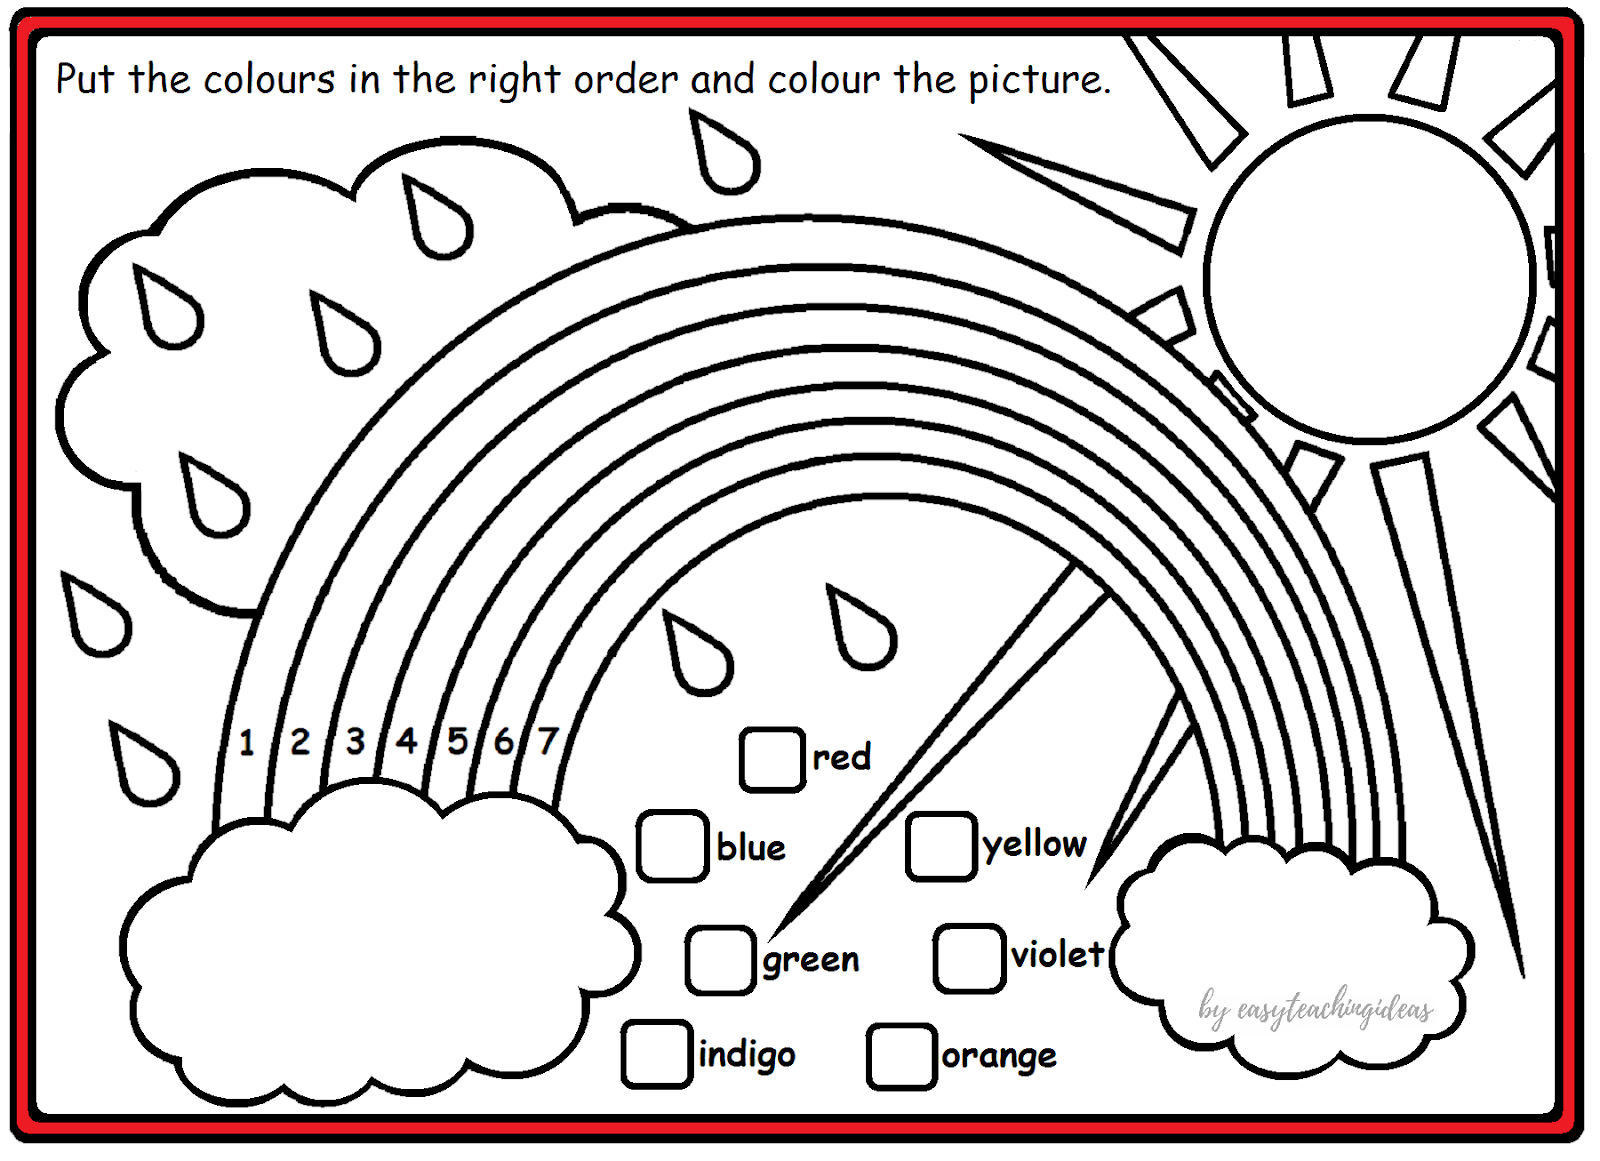 Put the colours in the right order and colour the picture.
1 2 3 4 5 6 7
red
blue
yellow
green
violet
indigo
orange
by easyteachingideas